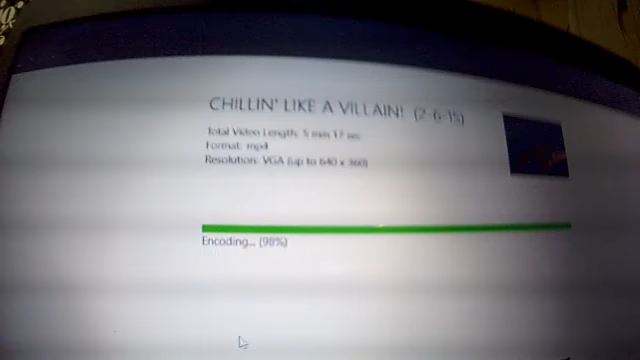 CHILLIN' LIKE A VILLAIN! (2-6-15)
Total Video Length: 5 min 17 sec
Format: mp4
Resolution: VGA (up to 640 x 360)
Encoding... (98%)